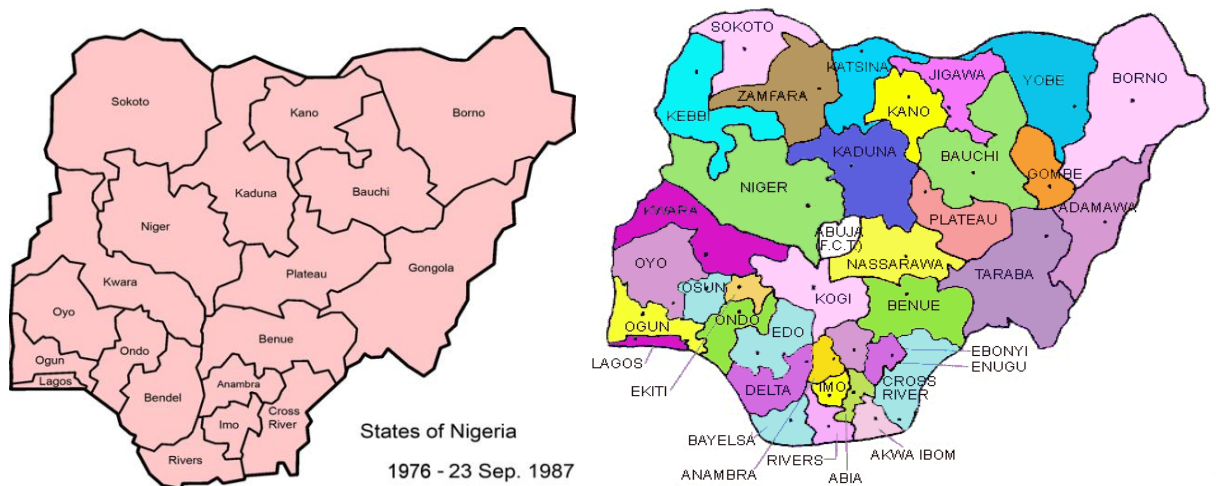 Sokoto
Kano
Borno
Kaduna
Bauchi
Niger
Plateau
Gongola
Kwara
Oyo
Benue
Ogun
Ondo
Lagos
Bendel
Anambra
Imo
Cross
River
Rivers
States of Nigeria
1976 - 23 Sep. 1987
SOKOTO
KATSINA
JIGAWA
YOBE
BORNO
ZAMFARA
KEBBI
KANO
KADUNA
BAUCHI
GOMBE
NIGER
ADAMAWA
KWARA
PLATEAU
ABUJA
(F.C.T.)
OYO
NASSARAWA
TARABA
OSUN
KOGI
BENUE
ONDO
OGUN
EDO
LAGOS
EBONYI
ENUGU
EKITI
DELTA
IMO
CROSS
RIVER
BAYELSA
RIVERS
AKWA IBOM
ANAMBRA
ABIA